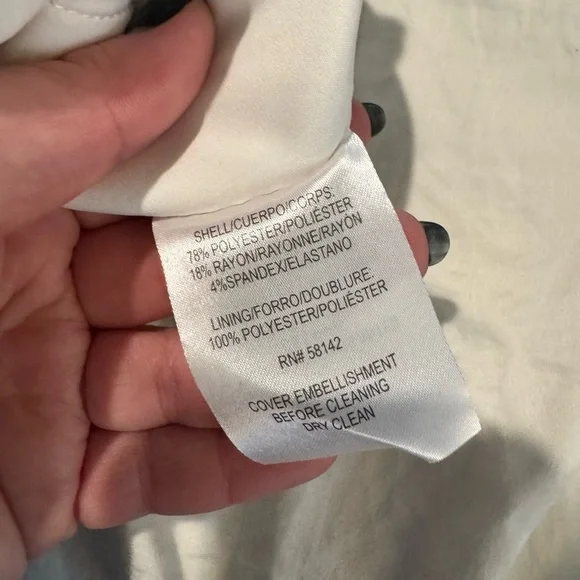 SHELL/CUERPO/CORPS:
78% POLYESTER/POLIÉSTER
18% RAYON/RAYONNE/RAYON
4%SPANDEX/ELASTANO
LINING/FORRO/DOUBLURE.
100% POLYESTER/POLIÉSTER
RN# 58142
COVER EMBELLISHMENT
BEFORE CLEANING
DRY CLEAN